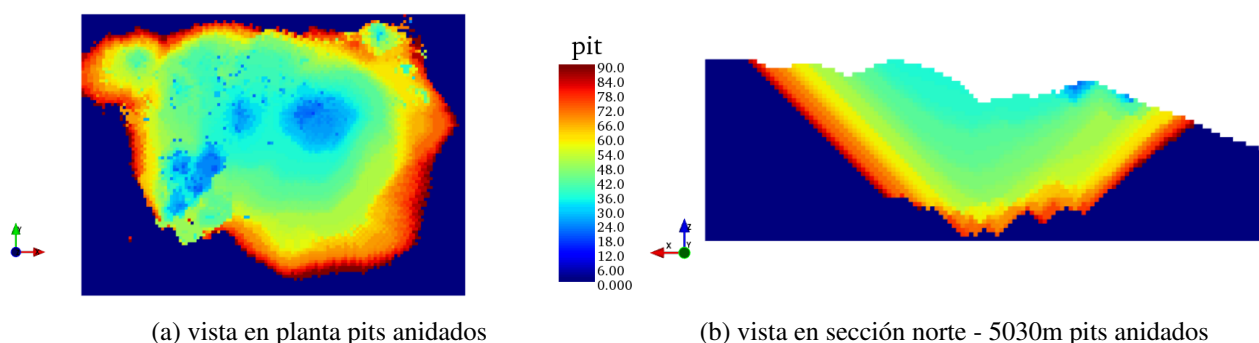 pit
90.0
84.0
78.0
72.0
66.0
60.0
54.0
48.0
42.0
36.0
30.0
24.0
18.0
12.0
6.00
0.000
Y
X
Z
X
Y
(a) vista en planta pits anidados
(b) vista en sección norte - 5030m pits anidados